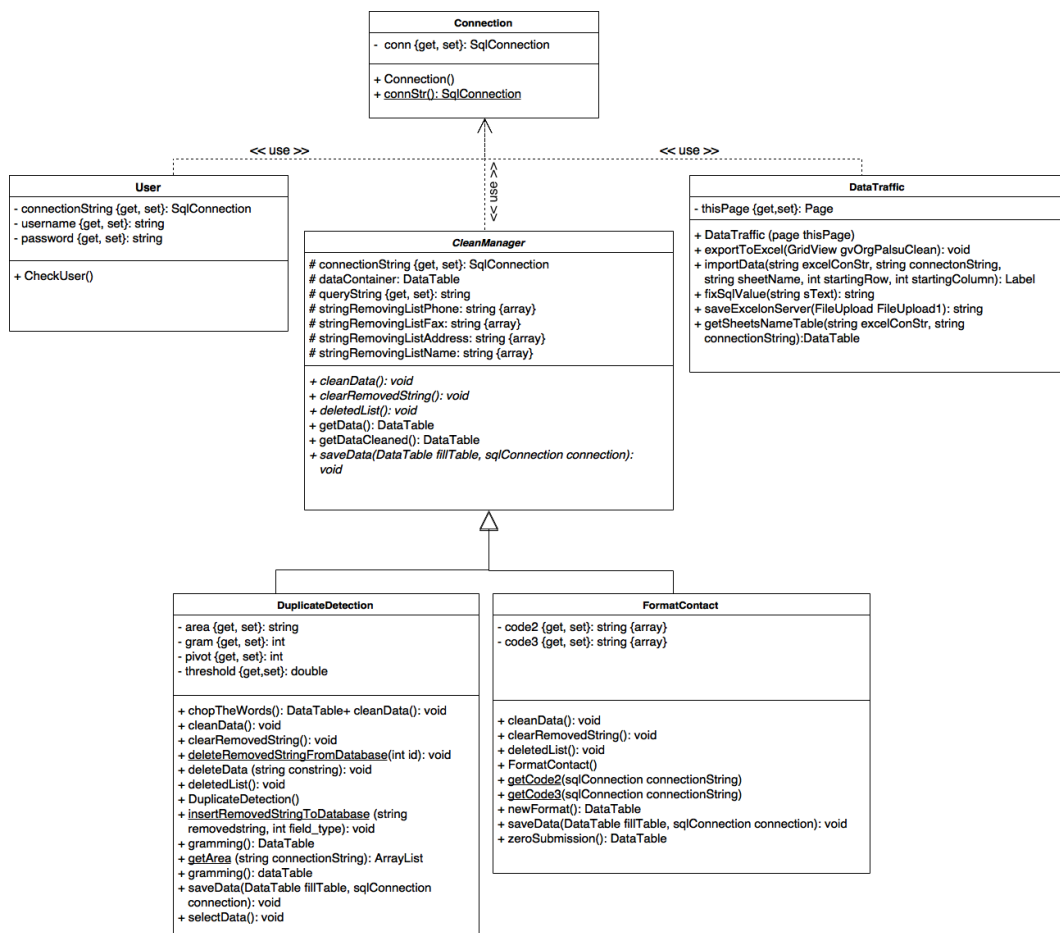 Connection
- conn {get, set}: SqlConnection
+ Connection()
+ connStr(): SqlConnection
<< use >>
<< use >>
<< use >>
User
- connectionString {get, set}: SqlConnection
- username {get, set}: string
- password {get, set}: string
+ CheckUser()
CleanManager
# connectionString {get, set}: SqlConnection
# dataContainer: DataTable
# queryString {get, set}: string
# stringRemovingListPhone: string {array}
# stringRemovingListFax: string {array}
# stringRemovingListAddress: string {array}
# stringRemovingListName: string {array}
+ cleanData(): void
+ clearRemovedString(): void
+ deletedList(): void
+ getData(): DataTable
+ getDataCleaned(): DataTable
+ saveData(DataTable fillTable, sqlConnection connection):
void
DataTraffic
- thisPage {get,set}: Page
+ DataTraffic (page thisPage)
+ exportToExcel(GridView gvOrgPalsuClean): void
+ importData(string excelConStr, string connectonString,
string sheetName, int startingRow, int startingColumn): Label
+ fixSqlValue(string sText): string
+ saveExcelonServer(FileUpload FileUpload1): string
+ getSheetsNameTable(string excelConStr, string
connectionString):DataTable
DuplicateDetection
- area {get, set}: string
- gram {get, set}: int
- pivot {get, set}: int
- threshold {get,set}: double
+ chopTheWords(): DataTable+ cleanData(): void
+ cleanData(): void
+ clearRemovedString(): void
+ deleteRemovedStringFromDatabase(int id): void
+ deleteData (string constring): void
+ deletedList(): void
+ DuplicateDetection()
+ insertRemovedStringToDatabase (string
removedstring, int field_type): void
+ gramming(): DataTable
+ getArea (string connectionString): ArrayList
+ gramming(): dataTable
+ saveData(DataTable fillTable, sqlConnection
connection): void
+ selectData(): void
FormatContact
- code2 {get, set}: string {array}
- code3 {get, set}: string {array}
+ cleanData(): void
+ clearRemovedString(): void
+ deletedList(): void
+ FormatContact()
+ getCode2(sqlConnection connectionString)
+ getCode3(sqlConnection connectionString)
+ newFormat(): DataTable
+ saveData(DataTable fillTable, sqlConnection connection): void
+ zeroSubmission(): DataTable